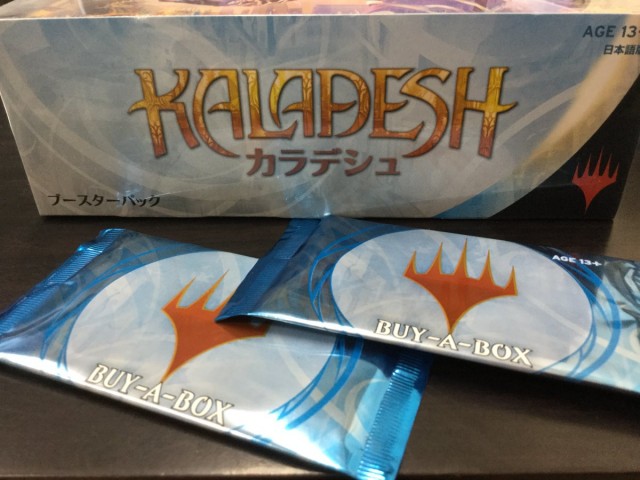 AGE 13+
日本語版
KALADESH
カラデシュ
ブースターパック
AGE 13+
BUY-A-BOX
BUY-A-BOX